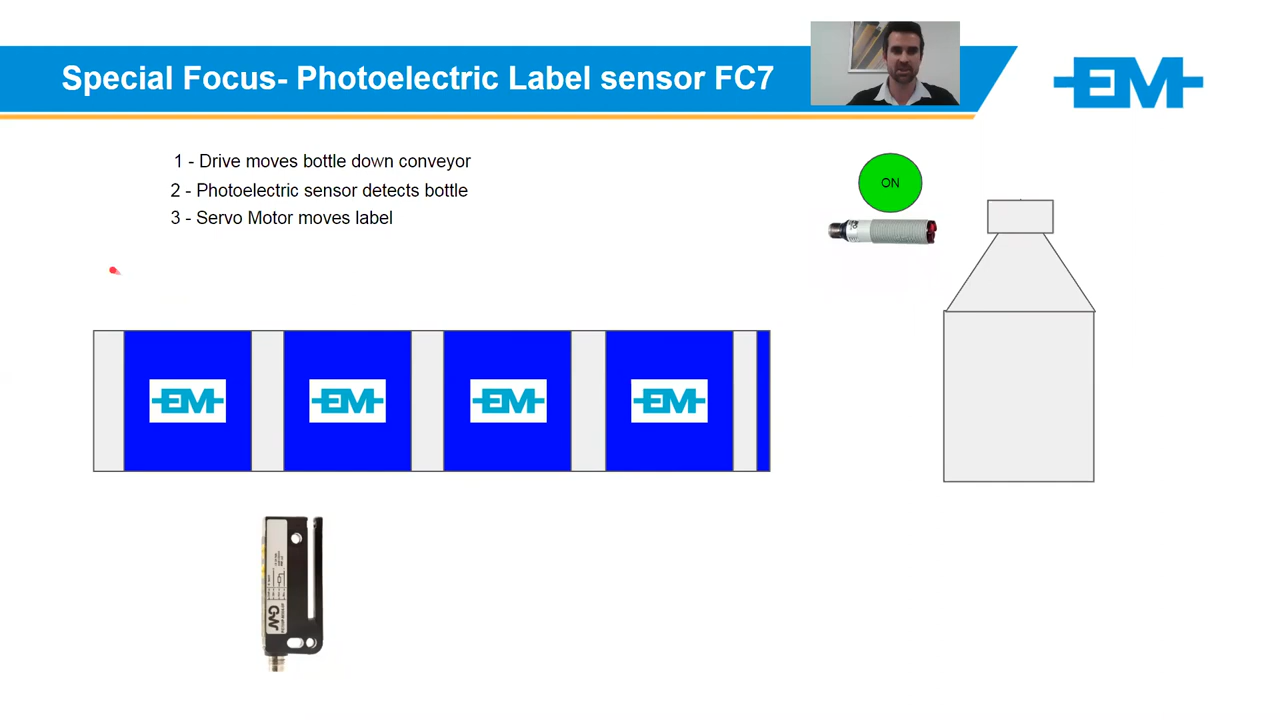 Special Focus- Photoelectric Label sensor FC7
EM
1 - Drive moves bottle down conveyor
2 - Photoelectric sensor detects bottle
3 - Servo Motor moves label
ON
EM
EM
EM
EM